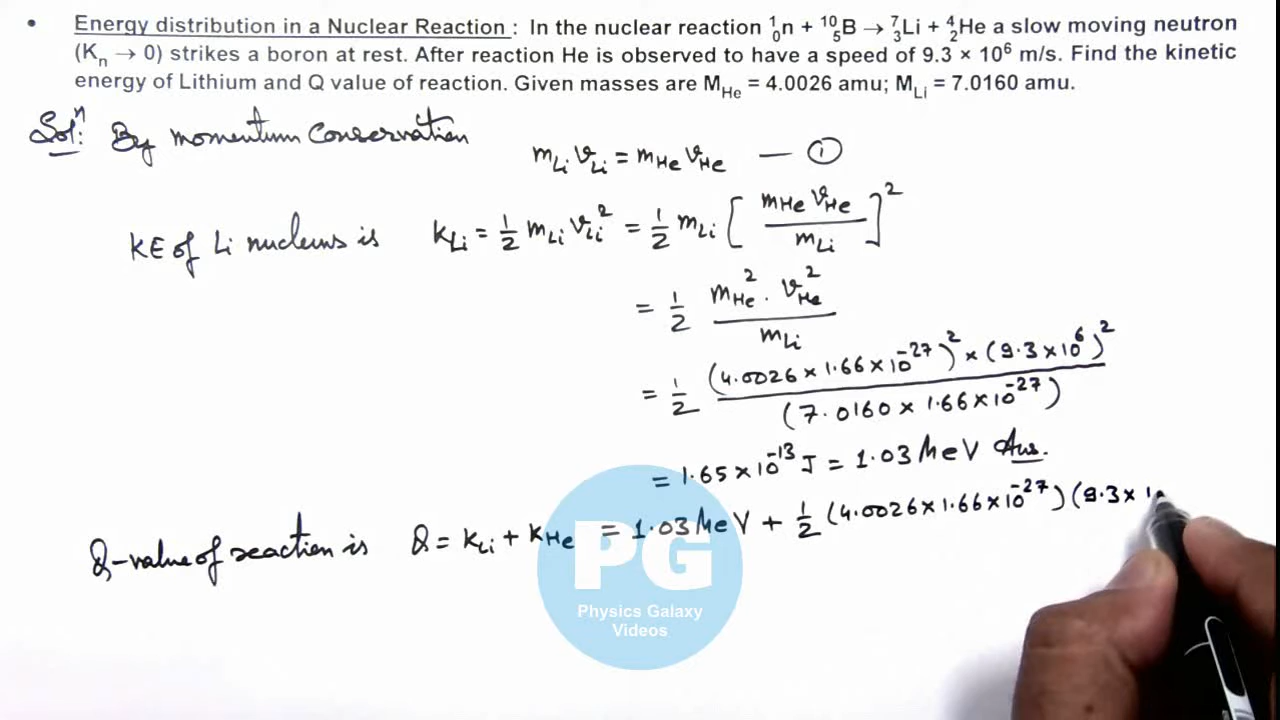 • Energy distribution in a Nuclear Reaction : In the nuclear reaction ¹₀n + ¹⁰₅B → ⁷₃Li + ⁴₂He a slow moving neutron
(Kₙ → 0) strikes a boron at rest. After reaction He is observed to have a speed of 9.3 × 10⁶ m/s. Find the kinetic
energy of Lithium and Q value of reaction. Given masses are M_He = 4.0026 amu; M_Li = 7.0160 amu.
Solⁿ: By momentum Conservation
m_Li v_Li = m_He v_He — ①
KE of Li nucleus is K_Li = 1/2 m_Li v_Li² = 1/2 m_Li [ m_He v_He / m_Li ]²
= 1/2 m_He² · v_He² / m_Li
= 1/2 (4.0026 × 1.66 × 10⁻²⁷)² × (9.3 × 10⁶)² / (7.0160 × 1.66 × 10⁻²⁷)
= 1.65 × 10⁻¹³ J = 1.03 MeV Ans.
Q-value of reaction is Q = K_Li + K_He = 1.03 MeV + 1/2 (4.0026 × 1.66 × 10⁻²⁷) (9.3 ×
PG
Physics Galaxy
Videos